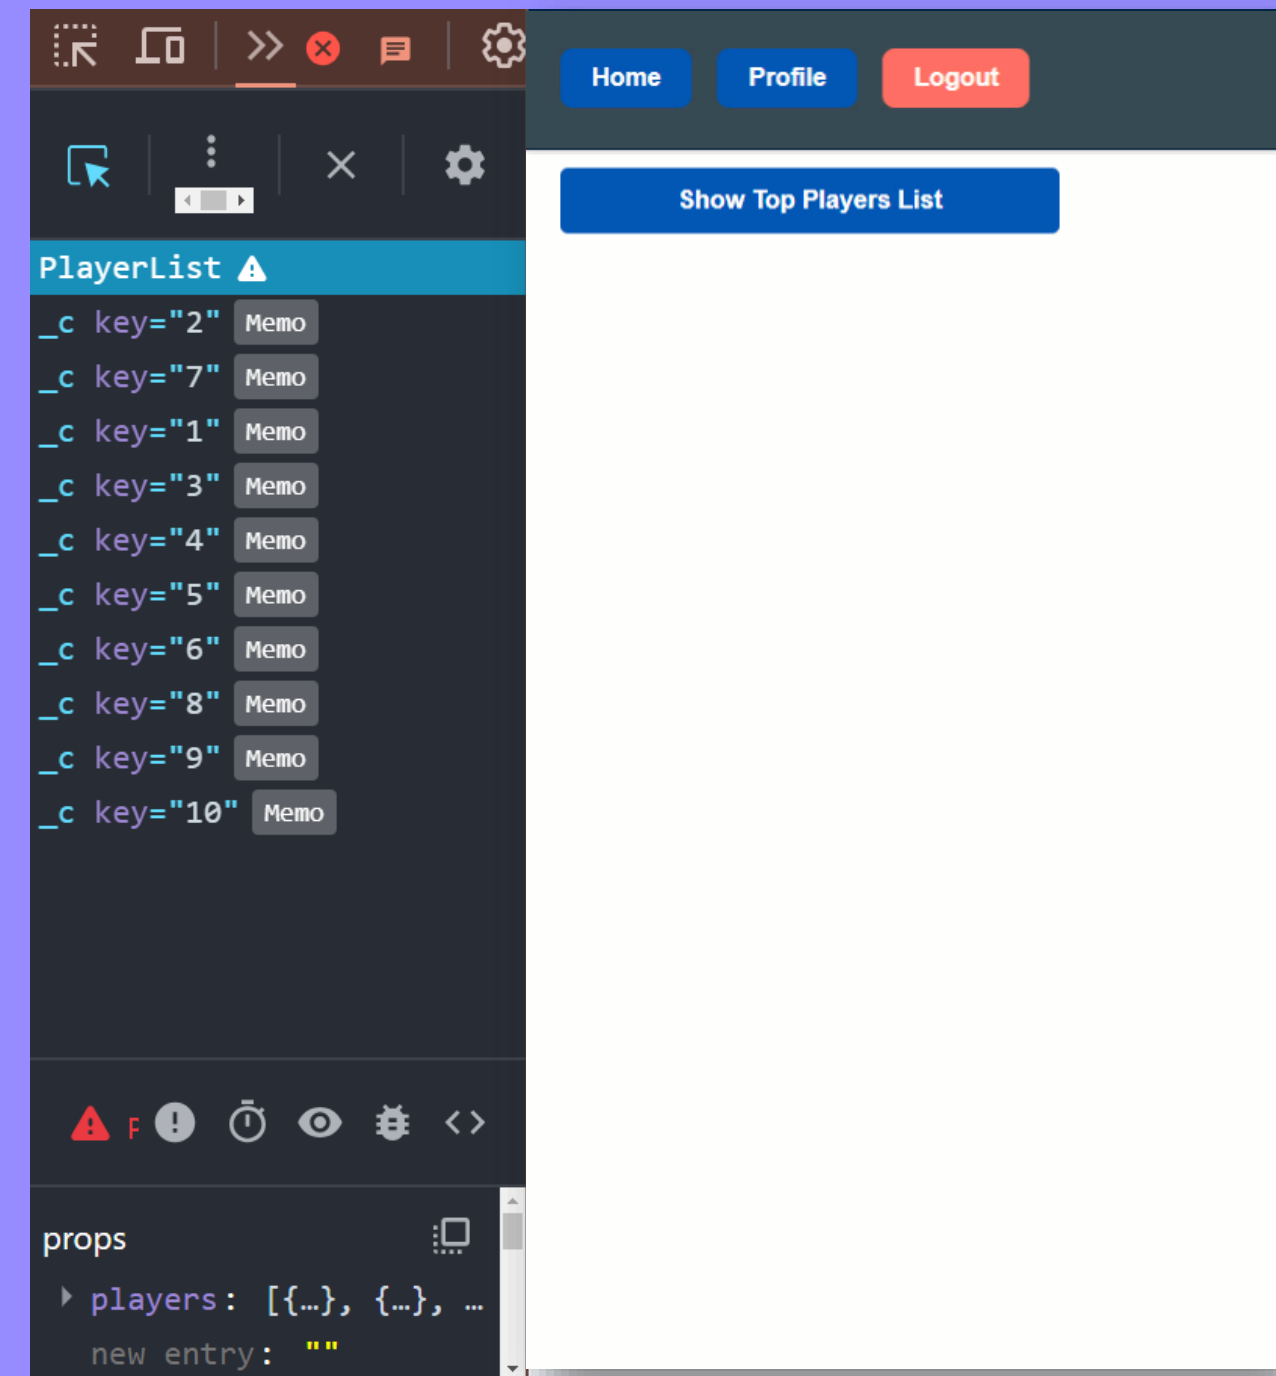 Home Profile Logout
Show Top Players List
PlayerList
_c key="2" Memo
_c key="7" Memo
_c key="1" Memo
_c key="3" Memo
_c key="4" Memo
_c key="5" Memo
_c key="6" Memo
_c key="8" Memo
_c key="9" Memo
_c key="10" Memo
props
players: [{…}, {…}, …
new entry: ""